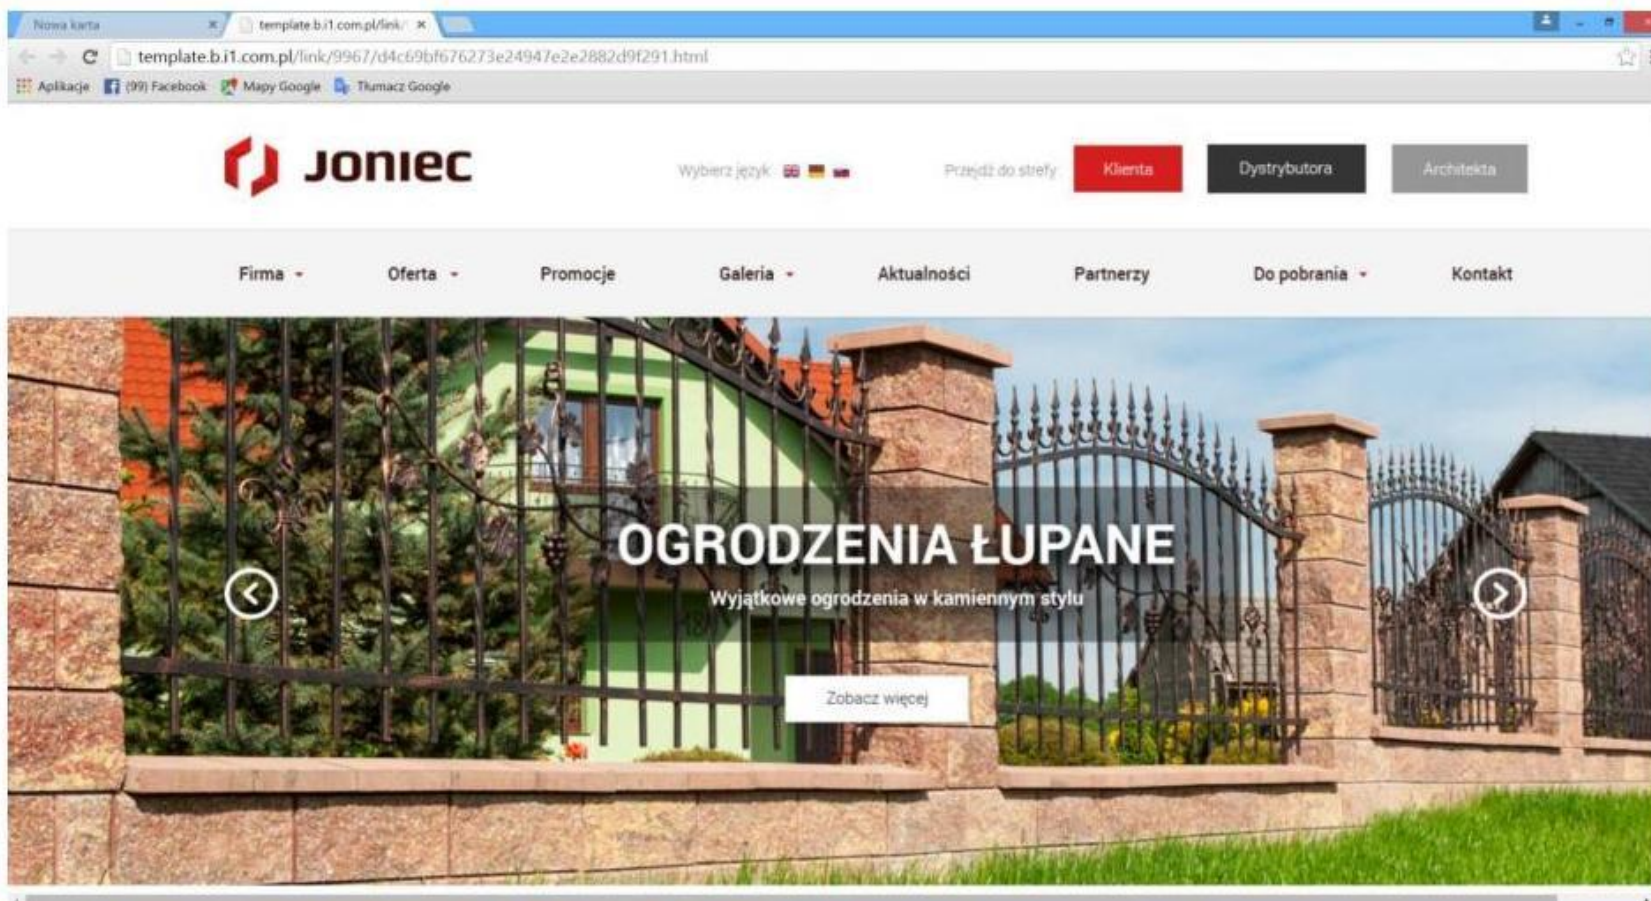 Nowa karta
template.b.i1.com.pl/link/
template.b.i1.com.pl/link/9967/d4c69bf676273e24947e2e2882d9f291.html
Aplikacje (99) Facebook Mapy Google Tłumacz Google
JONIEC
Wybierz język
Przejdź do strefy
Klienta
Dystrybutora
Architekta
Firma
Oferta
Promocje
Galeria
Aktualności
Partnerzy
Do pobrania
Kontakt
OGRODZENIA ŁUPANE
Wyjątkowe ogrodzenia w kamiennym stylu
Zobacz więcej